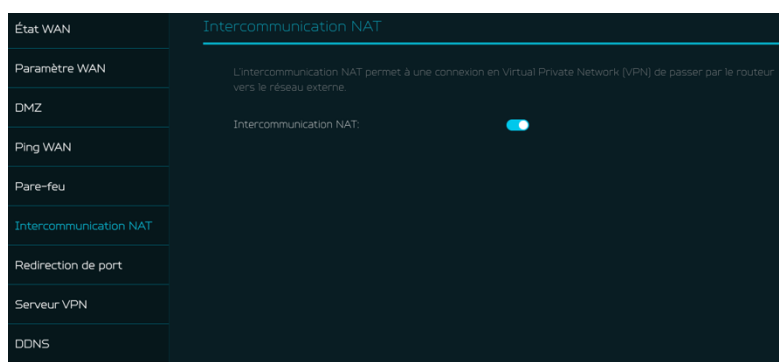 État WAN
Intercommunication NAT
Paramètre WAN
L'intercommunication NAT permet à une connexion en Virtual Private Network (VPN) de passer par le routeur
vers le réseau externe.
DMZ
Intercommunication NAT:
Ping WAN
Pare-feu
Intercommunication NAT
Redirection de port
Serveur VPN
DDNS